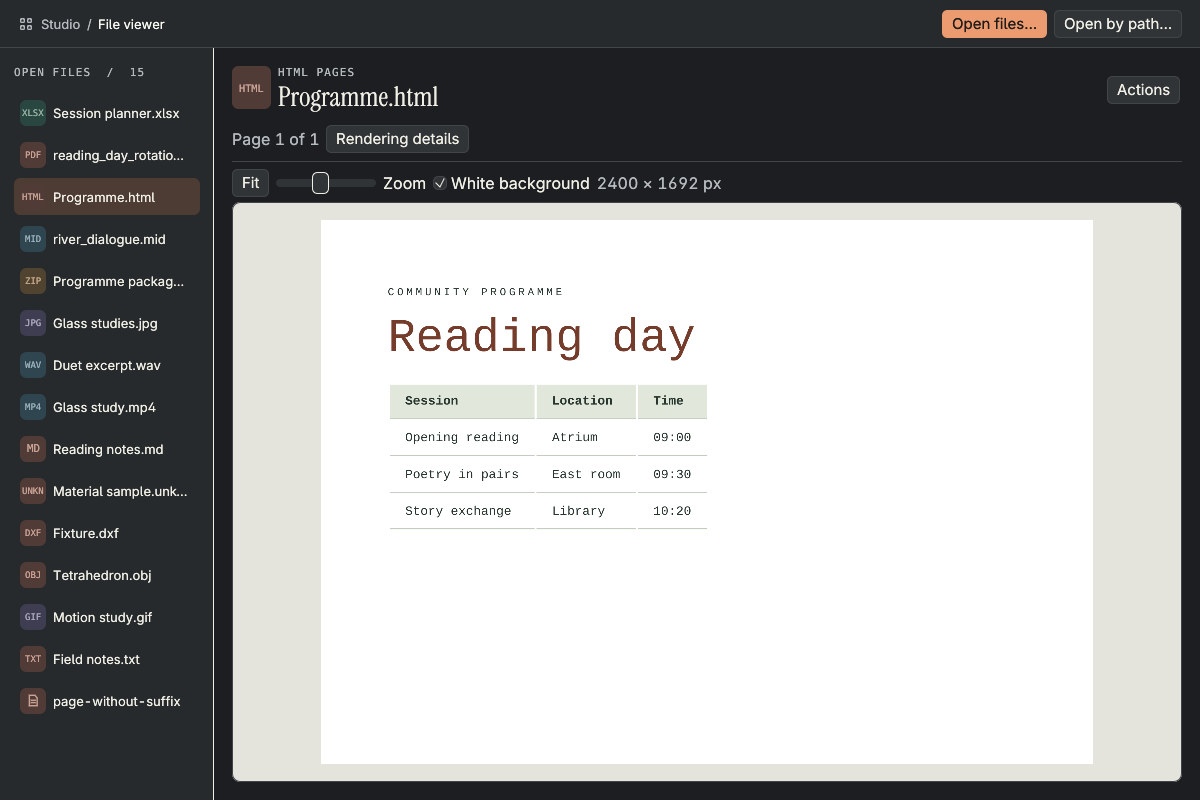 Studio / File viewer
Open files...
Open by path...
OPEN FILES / 15
XLSX Session planner.xlsx
PDF reading_day_rotatio...
HTML Programme.html
MID river_dialogue.mid
ZIP Programme packag...
JPG Glass studies.jpg
WAV Duet excerpt.wav
MP4 Glass study.mp4
MD Reading notes.md
UNKN Material sample.unk...
DXF Fixture.dxf
OBJ Tetrahedron.obj
GIF Motion study.gif
TXT Field notes.txt
page-without-suffix
HTML
HTML PAGES
Programme.html
Actions
Page 1 of 1 Rendering details
Fit Zoom White background 2400 × 1692 px
COMMUNITY PROGRAMME
Reading day
Session Location Time
Opening reading Atrium 09:00
Poetry in pairs East room 09:30
Story exchange Library 10:20